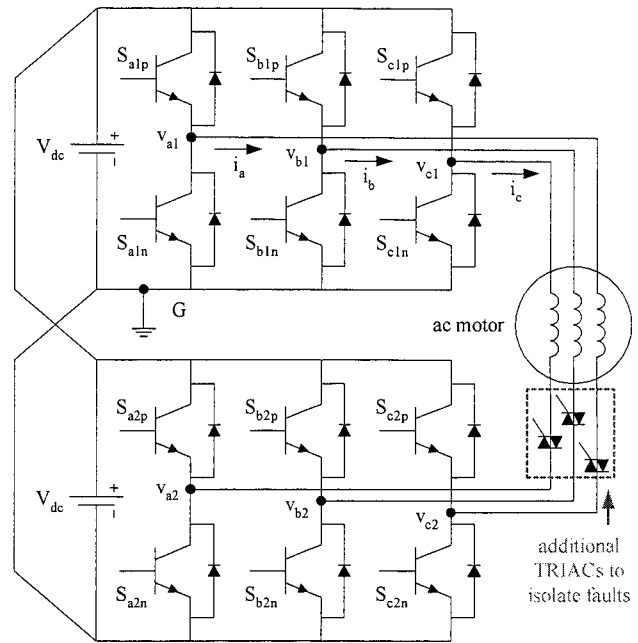 S_a1p
S_b1p
S_c1p
V_dc
+
-
v_a1
i_a
v_b1
i_b
v_c1
i_c
S_a1n
S_b1n
S_c1n
G
ac motor
S_a2p
S_b2p
S_c2p
V_dc
+
-
v_a2
v_b2
v_c2
S_a2n
S_b2n
S_c2n
additional
TRIACs to
isolate faults